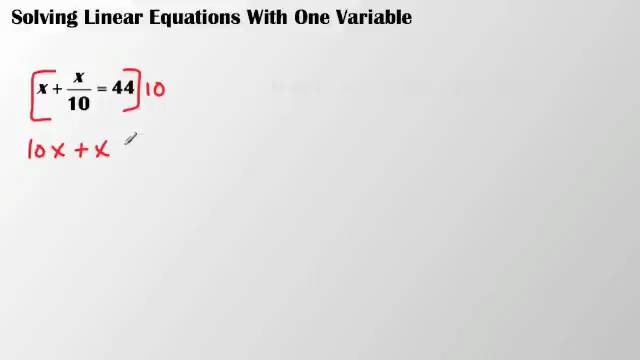 Solving Linear Equations With One Variable
[x + x/10 = 44] 10
10x + x